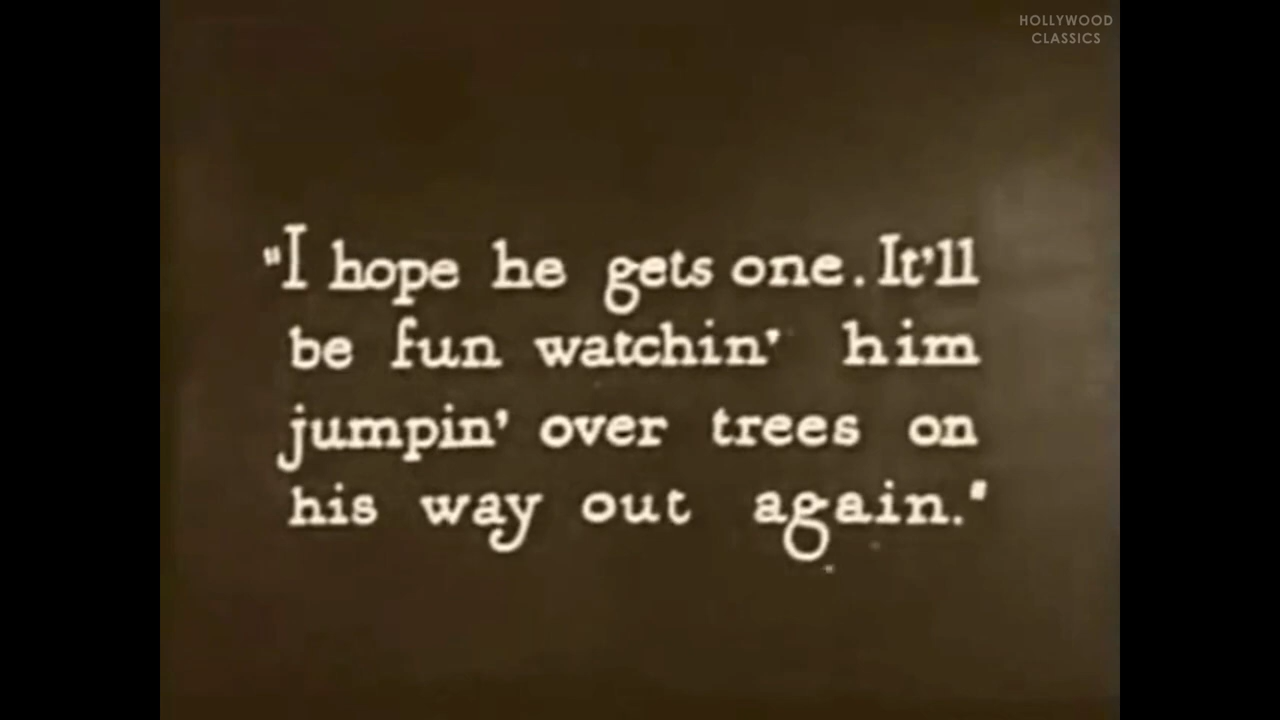 HOLLYWOOD
CLASSICS
"I hope he gets one. It'll
be fun watchin' him
jumpin' over trees on
his way out again."